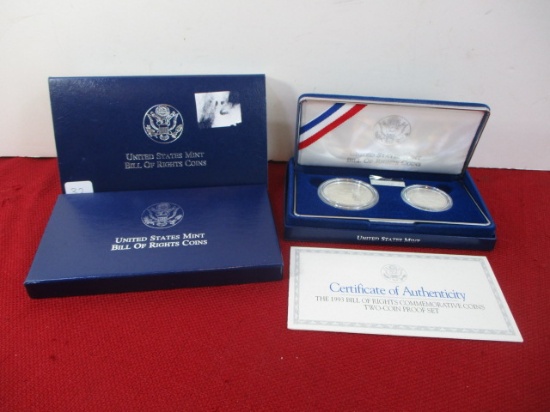 UNITED STATES MINT
BILL OF RIGHTS COINS
32
UNITED STATES MINT
BILL OF RIGHTS COINS
UNITED STATES MINT
Certificate of Authenticity
THE 1993 BILL OF RIGHTS COMMEMORATIVE COINS
TWO-COIN PROOF SET